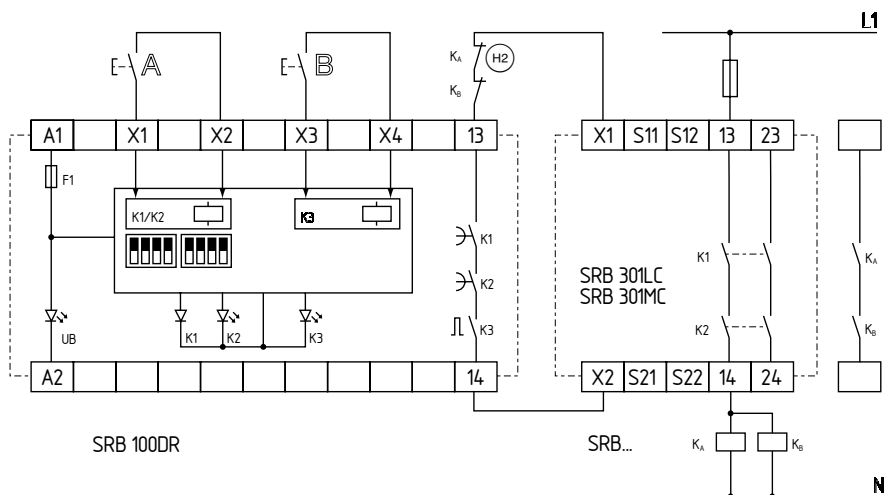 L1
A
B
KA
H2
KB
A1
X1
X2
X3
X4
13
X1
S11
S12
13
23
F1
K1/K2
K3
K1
K2
K3
UB
K1
K2
K3
SRB 301LC
SRB 301MC
K1
K2
KA
KB
A2
14
X2
S21
S22
14
24
SRB 100DR
SRB...
KA
KB
N